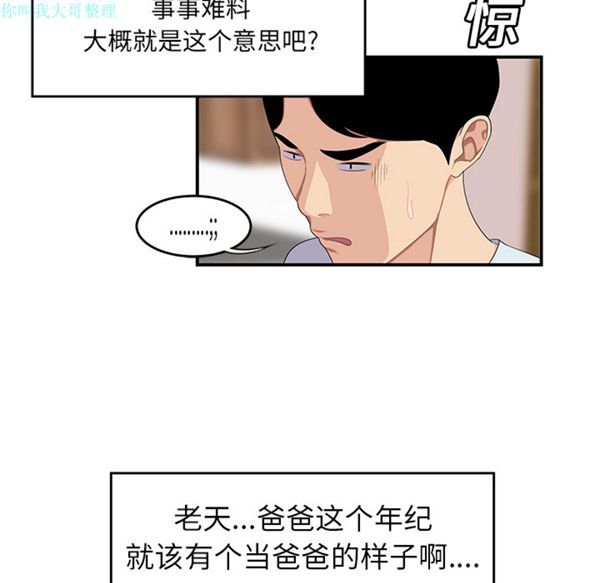 你叫我大哥整理
事事难料
大概就是这个意思吧?
惊
..........;;
老天...爸爸这个年纪
就该有个当爸爸的样子啊....